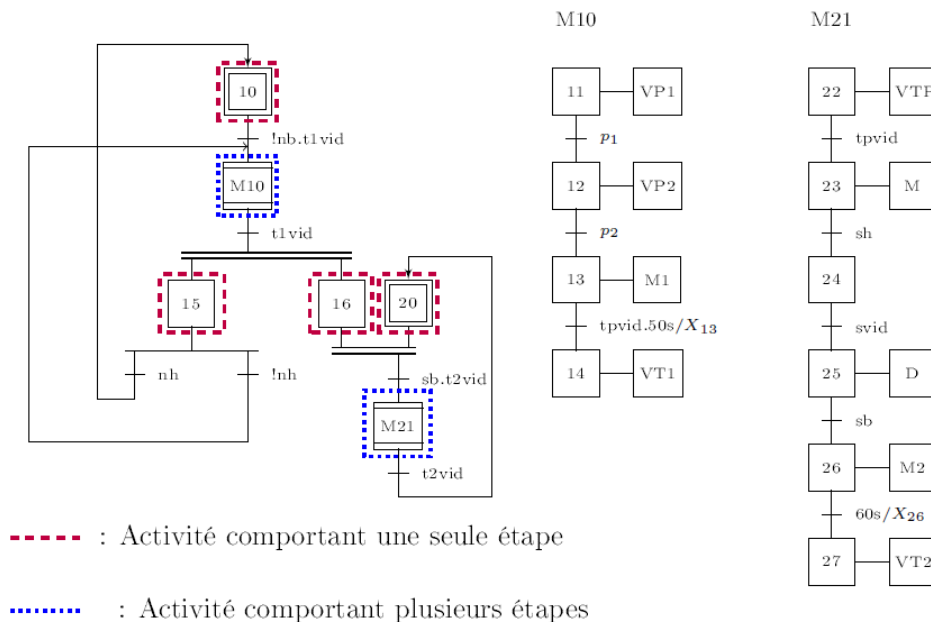 M10
M21
10
!nb.t1vid
M10
t1vid
15
16
20
nh
!nh
sb.t2vid
M21
t2vid
11
VP1
p1
12
VP2
p2
13
M1
tpvid.50s/X13
14
VT1
22
VTP
tpvid
23
M
sh
24
svid
25
D
sb
26
M2
60s/X26
27
VT2
: Activité comportant une seule étape
: Activité comportant plusieurs étapes